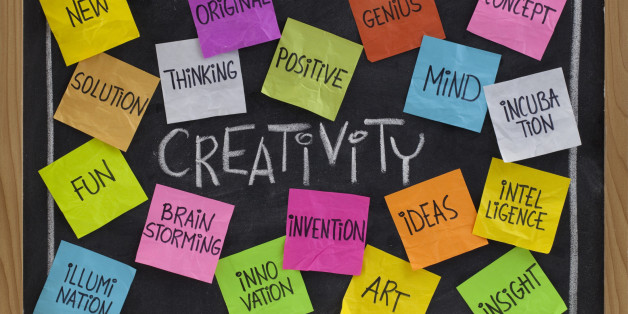 NEW
ORIGINAL
GENIUS
CONCEPT
SOLUTION
THINKING
POSITIVE
MIND
INCUBA
TION
CREATIVITY
FUN
BRAIN
STORMING
INVENTION
IDEAS
INTEL
LIGENCE
ILLUMI
NATION
INNO
VATION
ART
INSIGHT